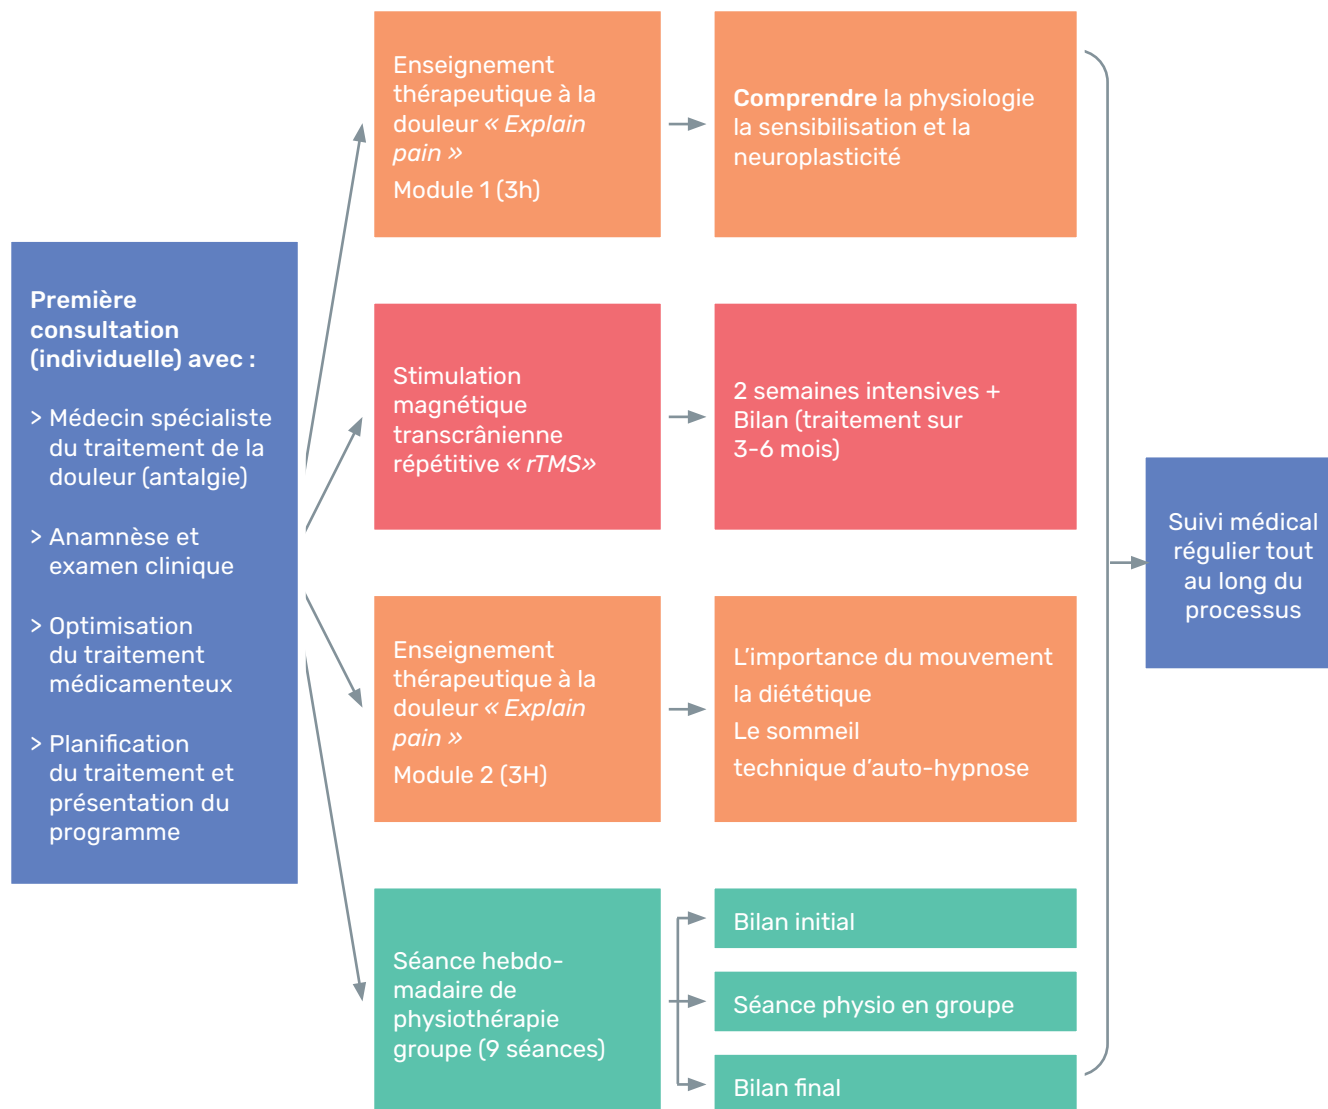 Première
consultation
(individuelle) avec :
> Médecin spécialiste
du traitement de la
douleur (antalgie)
> Anamnèse et
examen clinique
> Optimisation
du traitement
médicamenteux
> Planification
du traitement et
présentation du
programme
Enseignement
thérapeutique à la
douleur « Explain
pain »
Module 1 (3h)
Comprendre la physiologie
la sensibilisation et la
neuroplasticité
Stimulation
magnétique
transcrânienne
répétitive « rTMS»
2 semaines intensives +
Bilan (traitement sur
3-6 mois)
Enseignement
thérapeutique à la
douleur « Explain
pain »
Module 2 (3H)
L’importance du mouvement
la diététique
Le sommeil
technique d’auto-hypnose
Séance hebdo-
madaire de
physiothérapie
groupe (9 séances)
Bilan initial
Séance physio en groupe
Bilan final
Suivi médical
régulier tout
au long du
processus